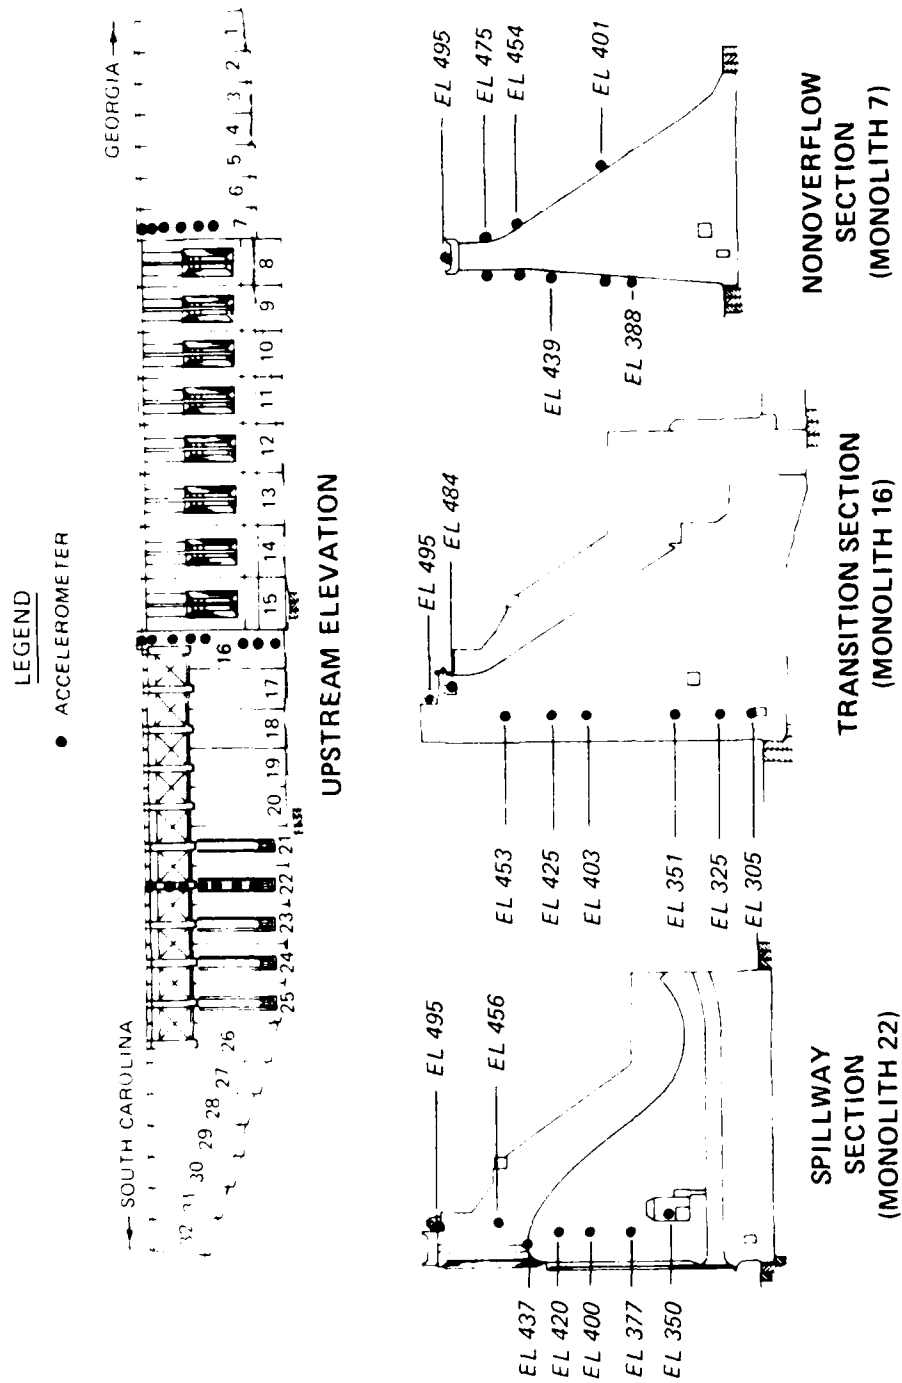 LEGEND
● ACCELEROMETER
← SOUTH CAROLINA
GEORGIA →
32 31 30 29 28 27 26 25 24 23 22 21 20 19 18 17 16 15 14 13 12 11 10 9 8 7 6 5 4 3 2 1
UPSTREAM ELEVATION
EL 495
EL 456
EL 437
EL 420
EL 400
EL 377
EL 350
SPILLWAY
SECTION
(MONOLITH 22)
EL 495
EL 484
EL 453
EL 425
EL 403
EL 351
EL 325
EL 305
TRANSITION SECTION
(MONOLITH 16)
EL 495
EL 475
EL 454
EL 401
EL 439
EL 388
NONOVERFLOW
SECTION
(MONOLITH 7)